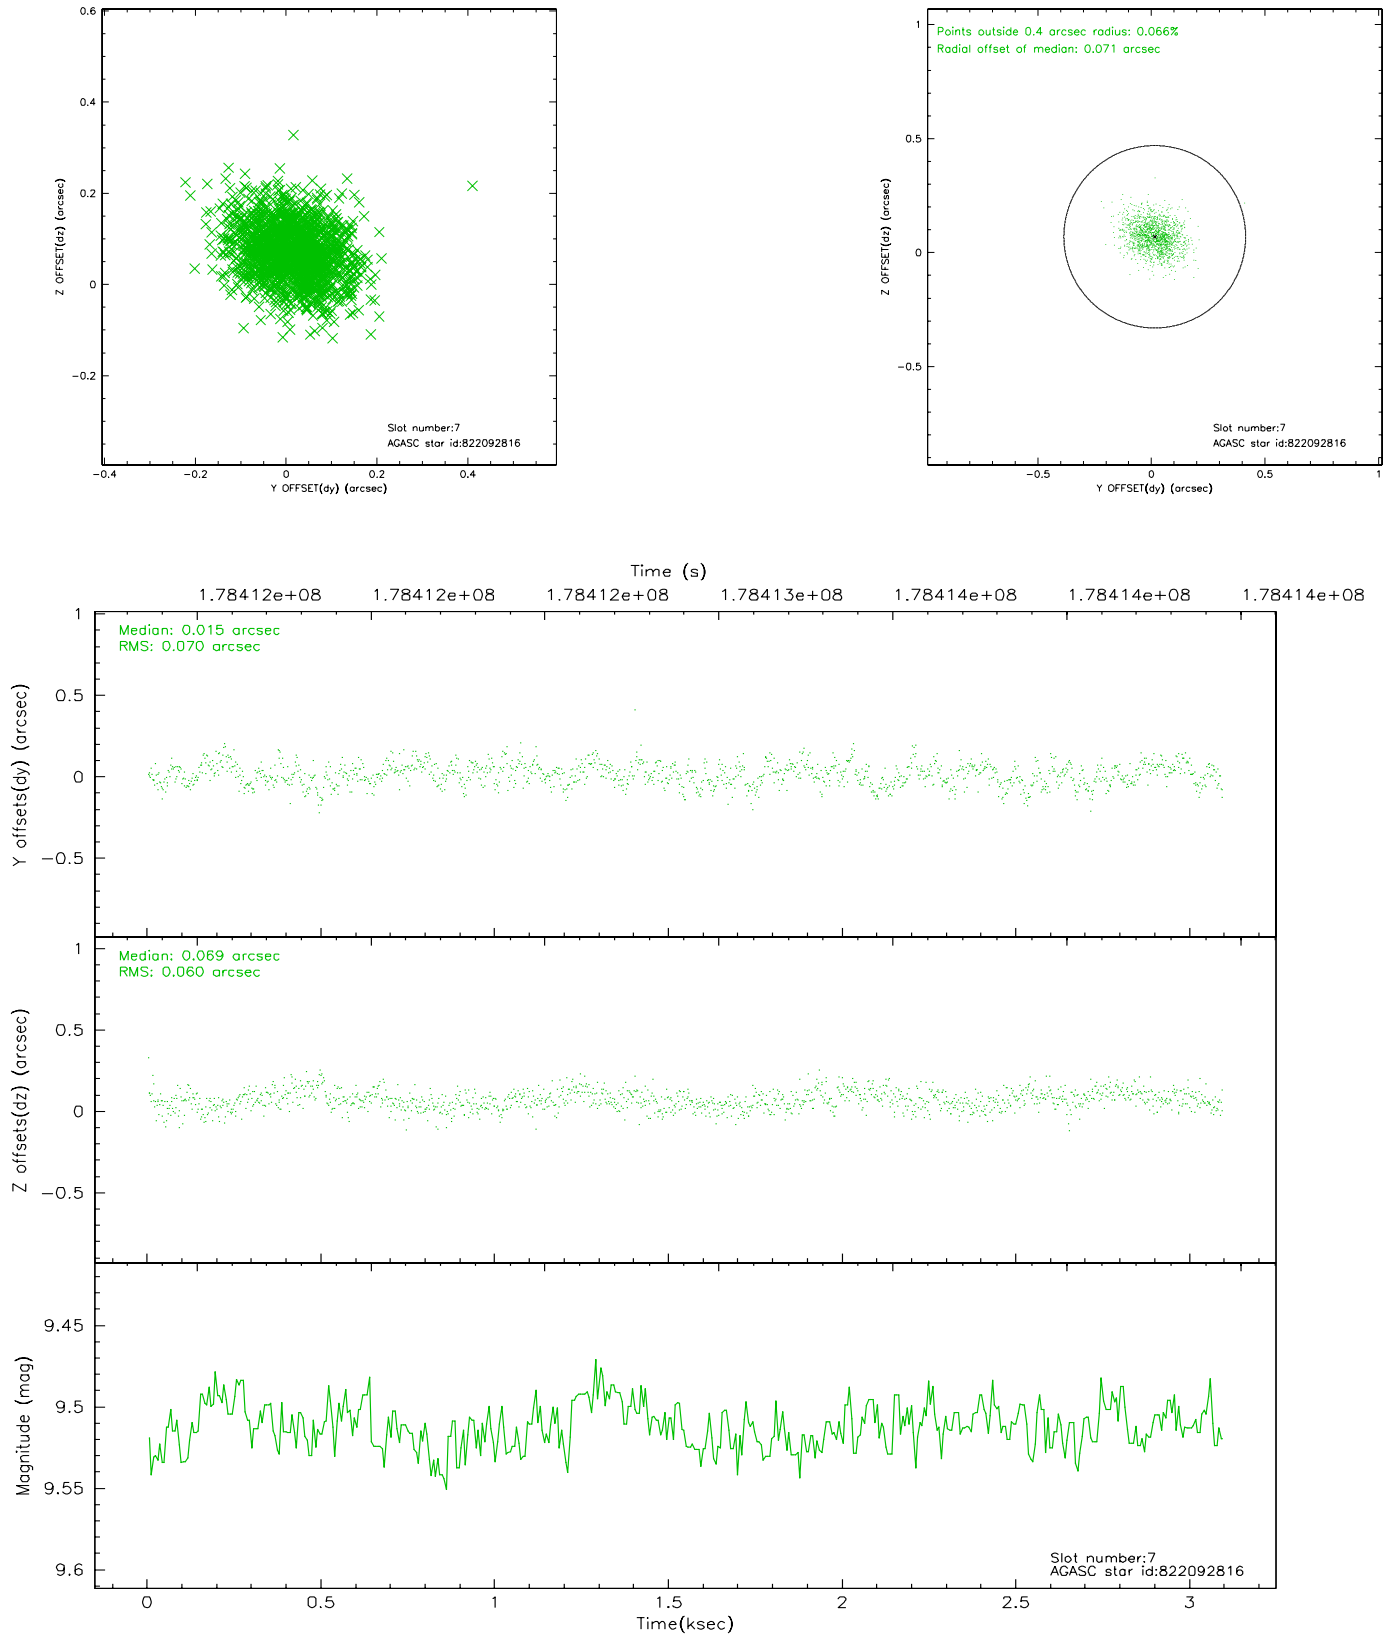 0.6
0.4
0.2
0
−0.2
−0.4
−0.2
0
0.2
0.4
Z OFFSET(dz) (arcsec)
Y OFFSET(dy) (arcsec)
Slot number:7
AGASC star id:822092816
Points outside 0.4 arcsec radius: 0.066%
Radial offset of median: 0.071 arcsec
1
0.5
0
−0.5
−0.5
0
0.5
1
Z OFFSET(dz) (arcsec)
Y OFFSET(dy) (arcsec)
Slot number:7
AGASC star id:822092816
Time (s)
1.78412e+08 1.78412e+08 1.78412e+08 1.78413e+08 1.78414e+08 1.78414e+08 1.78414e+08
Median: 0.015 arcsec
RMS: 0.070 arcsec
1
0.5
0
−0.5
Y offsets(dy) (arcsec)
Median: 0.069 arcsec
RMS: 0.060 arcsec
1
0.5
0
−0.5
Z offsets(dz) (arcsec)
9.45
9.5
9.55
9.6
Magnitude (mag)
Slot number:7
AGASC star id:822092816
0 0.5 1 1.5 2 2.5 3
Time(ksec)